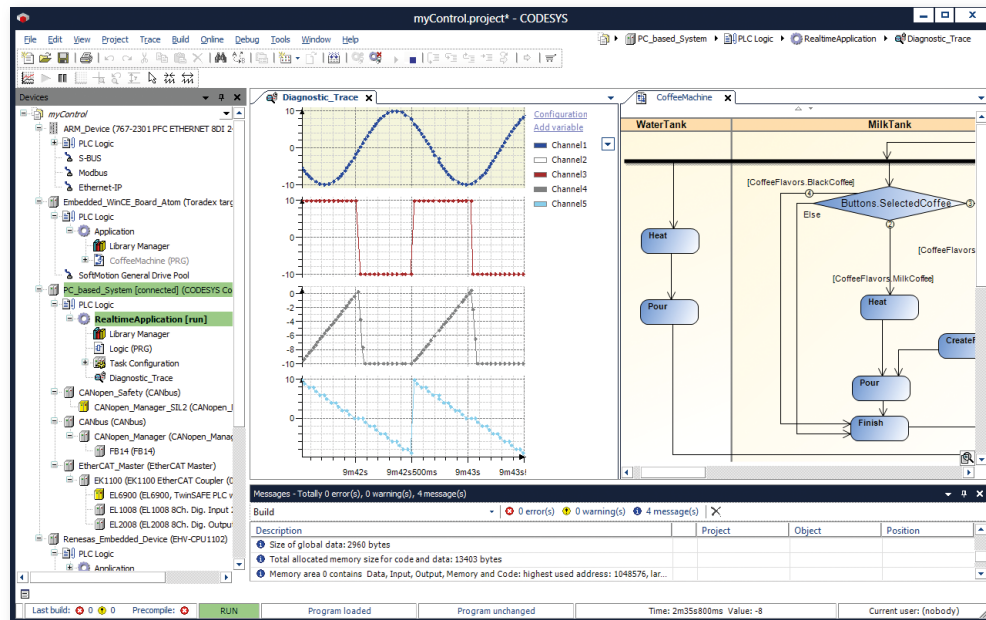 myControl.project* - CODESYS
File Edit View Project Trace Build Online Debug Tools Window Help
PC_based_System PLC Logic RealtimeApplication Diagnostic_Trace
Devices
myControl
ARM_Device (767-2301 PFC ETHERNET 8DI 2
PLC Logic
S-BUS
Modbus
Ethernet-IP
Embedded_WinCE_Board_Atom (Toradex targ
PLC Logic
Application
Library Manager
CoffeeMachine (PRG)
SoftMotion General Drive Pool
PC_based_System [connected] (CODESYS Co
PLC Logic
RealtimeApplication [run]
Library Manager
Logic (PRG)
Task Configuration
Diagnostic_Trace
CANopen_Safety (CANbus)
CANopen_Manager_SIL2 (CANopen_
CANbus (CANbus)
CANopen_Manager (CANopen_Manag
FB14 (FB14)
EtherCAT_Master (EtherCAT Master)
EK1100 (EK1100 EtherCAT Coupler (0
EL6900 (EL6900, TwinSAFE PLC
EL1008 (EL1008 8Ch. Dig. Input
EL2008 (EL2008 8Ch. Dig. Output
Renesas_Embedded_Device (EHV-CPU1102)
PLC Logic
Application
Diagnostic_Trace
10
0
-10
10
0
-10
0
-2
-4
-6
-8
-10
10
0
9m42s 9m42s500ms 9m43s 9m43s
Configuration
Add variable
Channel1
Channel2
Channel3
Channel4
Channel5
CoffeeMachine
WaterTank MilkTank
[CoffeeFlavors.BlackCoffee]
4
Buttons.SelectedCoffee
3
Else
2
Heat
[CoffeeFlavors
[CoffeeFlavors.MilkCoffee]
Pour
Heat
CreateF
Pour
Finish
Messages - Totally 0 error(s), 0 warning(s), 4 message(s)
Build 0 error(s) 0 warning(s) 4 message(s)
Description Project Object Position
Size of global data: 2960 bytes
Total allocated memory size for code and data: 13403 bytes
Memory area 0 contains Data, Input, Output, Memory and Code: highest used address: 1048576, lar...
Last build: 0 0 Precompile: RUN Program loaded Program unchanged Time: 2m35s800ms Value: -8 Current user: (nobody)